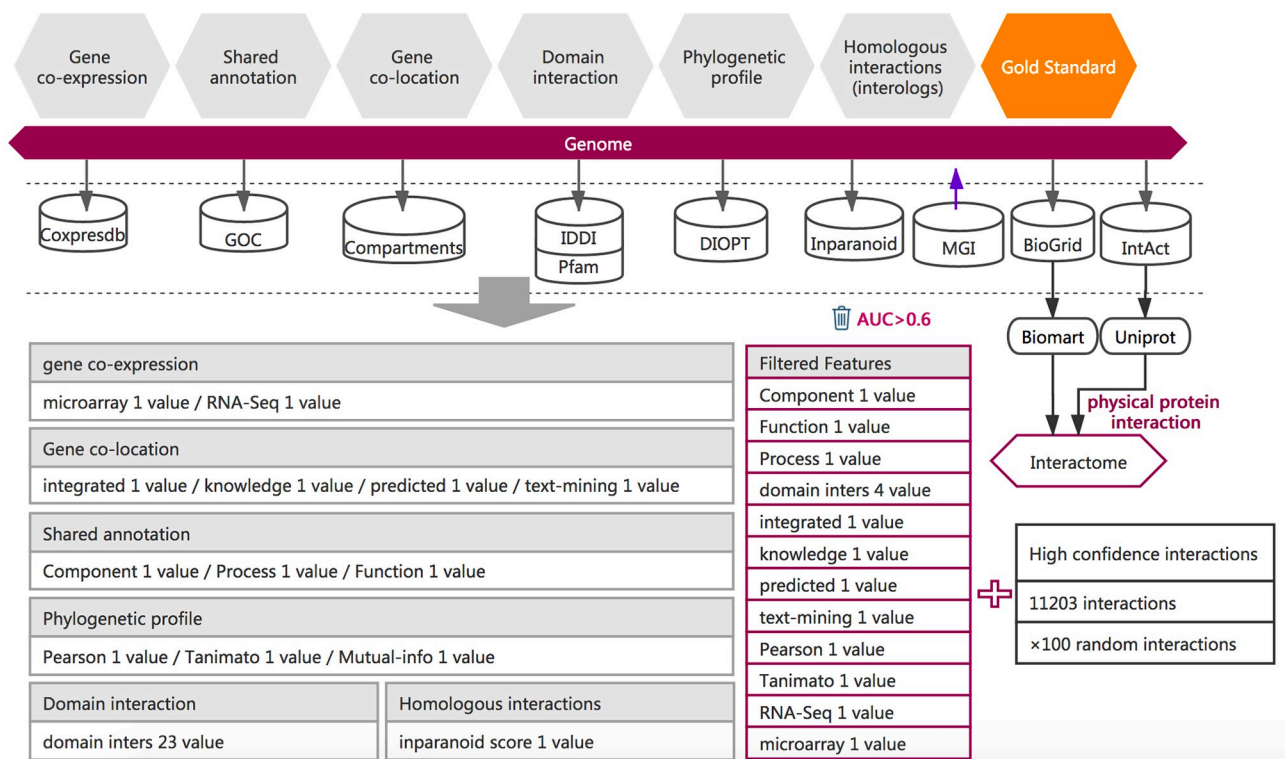 Gene
co-expression
Shared
annotation
Gene
co-location
Domain
interaction
Phylogenetic
profile
Homologous
interactions
(interologs)
Gold Standard
Genome
Coxpresdb
GOC
Compartments
IDDI
Pfam
DIOPT
Inparanoid
MGI
BioGrid
IntAct
AUC>0.6
Biomart
Uniprot
physical protein
interaction
Interactome
gene co-expression
microarray 1 value / RNA-Seq 1 value
Gene co-location
integrated 1 value / knowledge 1 value / predicted 1 value / text-mining 1 value
Shared annotation
Component 1 value / Process 1 value / Function 1 value
Phylogenetic profile
Pearson 1 value / Tanimato 1 value / Mutual-info 1 value
Domain interaction
domain inters 23 value
Homologous interactions
inparanoid score 1 value
Filtered Features
Component 1 value
Function 1 value
Process 1 value
domain inters 4 value
integrated 1 value
knowledge 1 value
predicted 1 value
text-mining 1 value
Pearson 1 value
Tanimato 1 value
RNA-Seq 1 value
microarray 1 value
High confidence interactions
11203 interactions
×100 random interactions